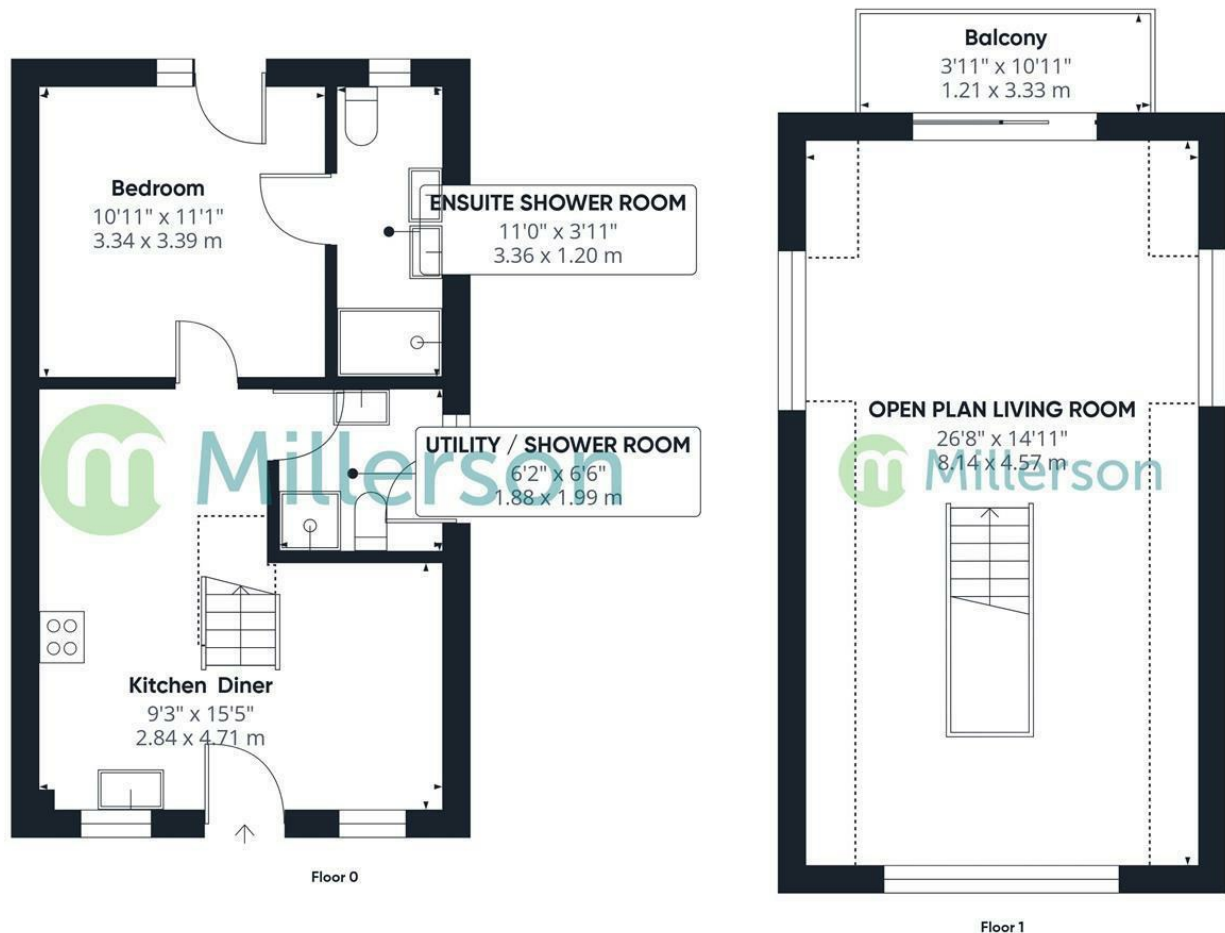 Balcony
3'11" x 10'11"
1.21 x 3.33 m
Bedroom
10'11" x 11'1"
3.34 x 3.39 m
ENSUITE SHOWER ROOM
11'0" x 3'11"
3.36 x 1.20 m
OPEN PLAN LIVING ROOM
26'8" x 14'11"
8.14 x 4.57 m
m Millerson
UTILITY / SHOWER ROOM
6'2" x 6'6"
1.88 x 1.99 m
m Millerson
Kitchen Diner
9'3" x 15'5"
2.84 x 4.71 m
Floor 0
Floor 1